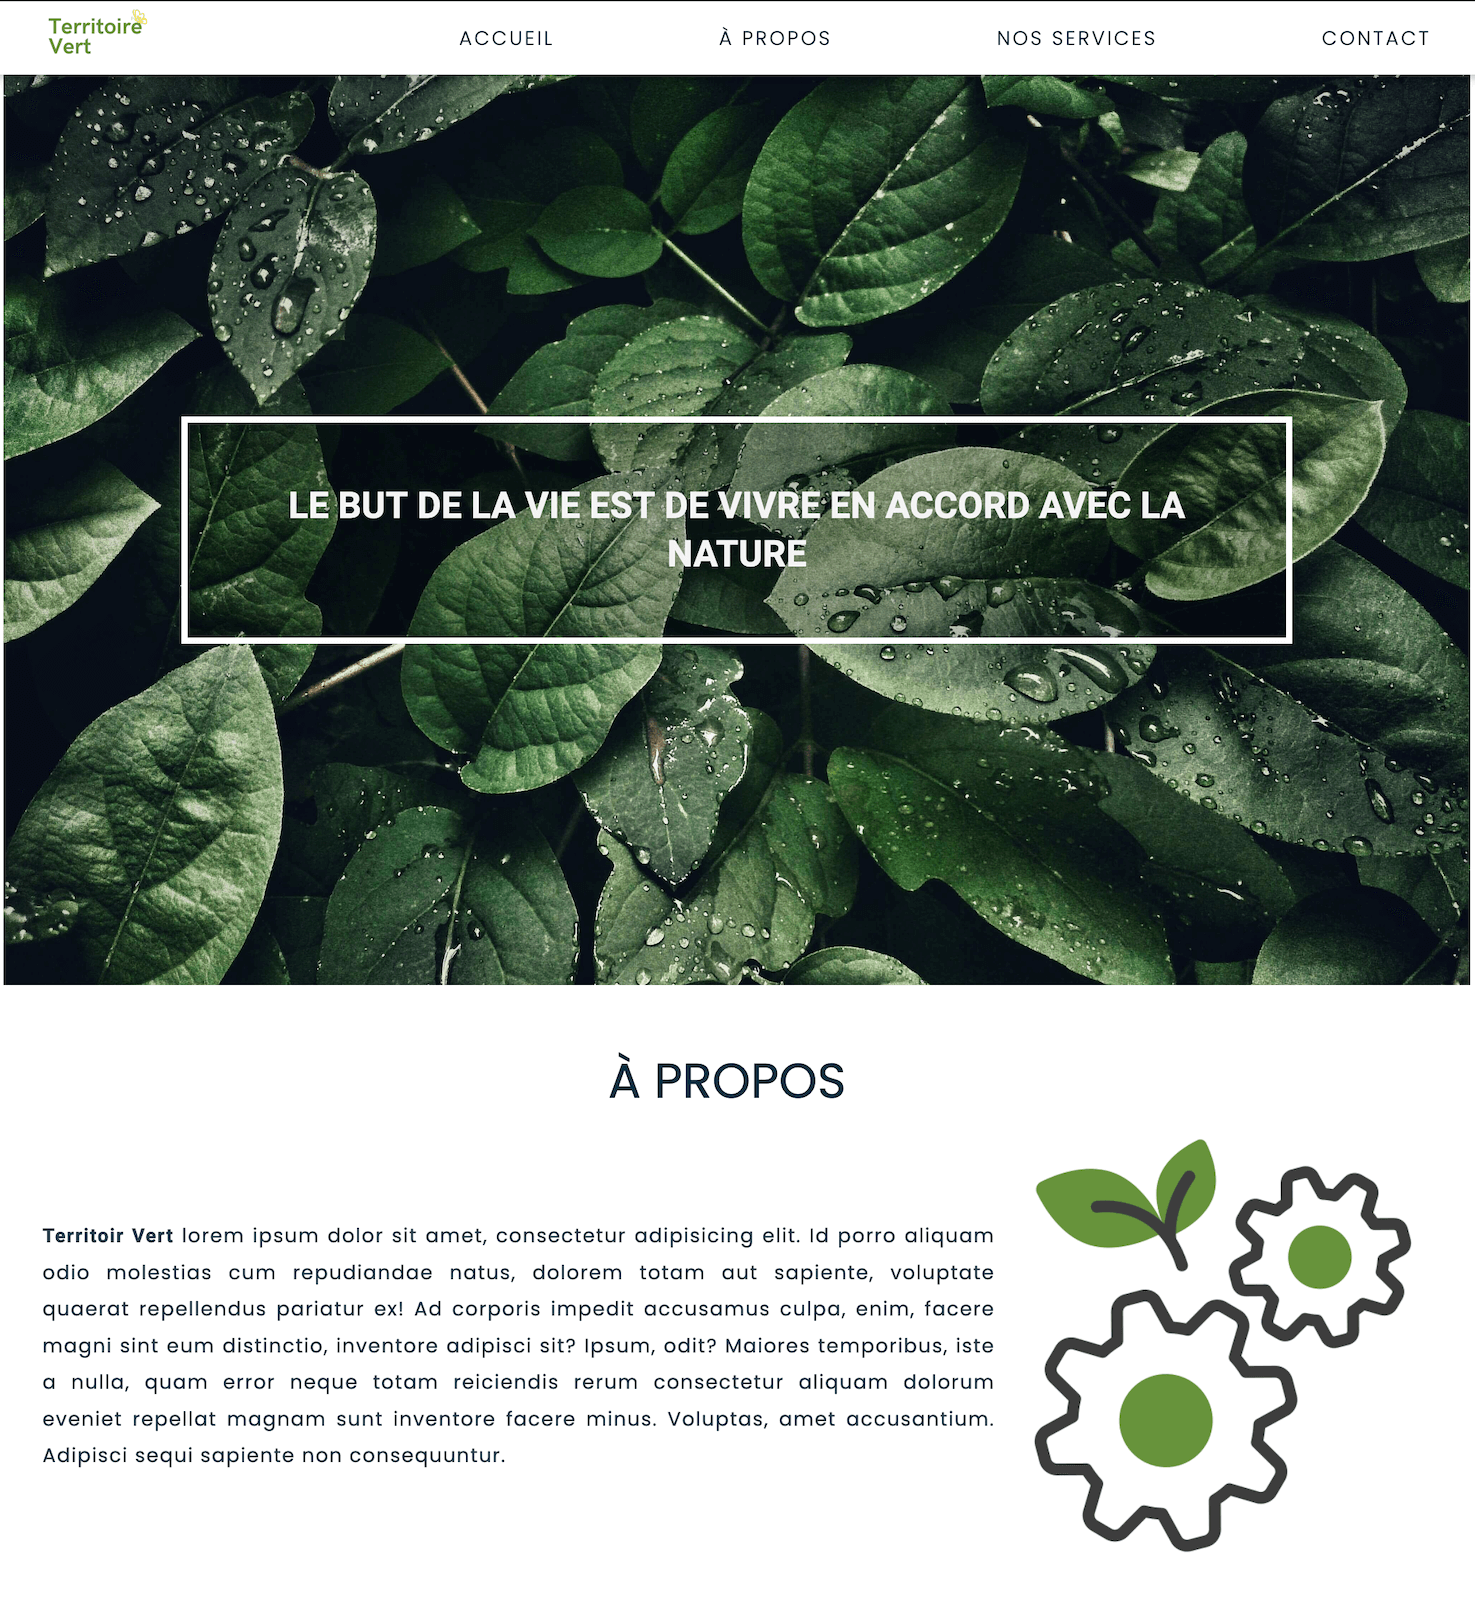 Territoire
Vert
ACCUEIL À PROPOS NOS SERVICES CONTACT
LE BUT DE LA VIE EST DE VIVRE EN ACCORD AVEC LA
NATURE
À PROPOS
Territoir Vert lorem ipsum dolor sit amet, consectetur adipisicing elit. Id porro aliquam
odio molestias cum repudiandae natus, dolorem totam aut sapiente, voluptate
quaerat repellendus pariatur ex! Ad corporis impedit accusamus culpa, enim, facere
magni sint eum distinctio, inventore adipisci sit? Ipsum, odit? Maiores temporibus, iste
a nulla, quam error neque totam reiciendis rerum consectetur aliquam dolorum
eveniet repellat magnam sunt inventore facere minus. Voluptas, amet accusantium.
Adipisci sequi sapiente non consequuntur.